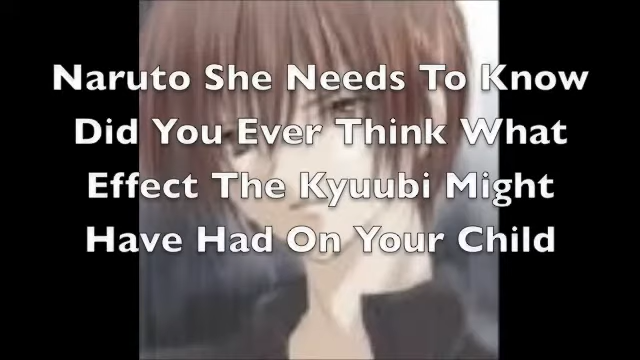 Naruto She Needs To Know
Did You Ever Think What
Effect The Kyuubi Might
Have Had On Your Child